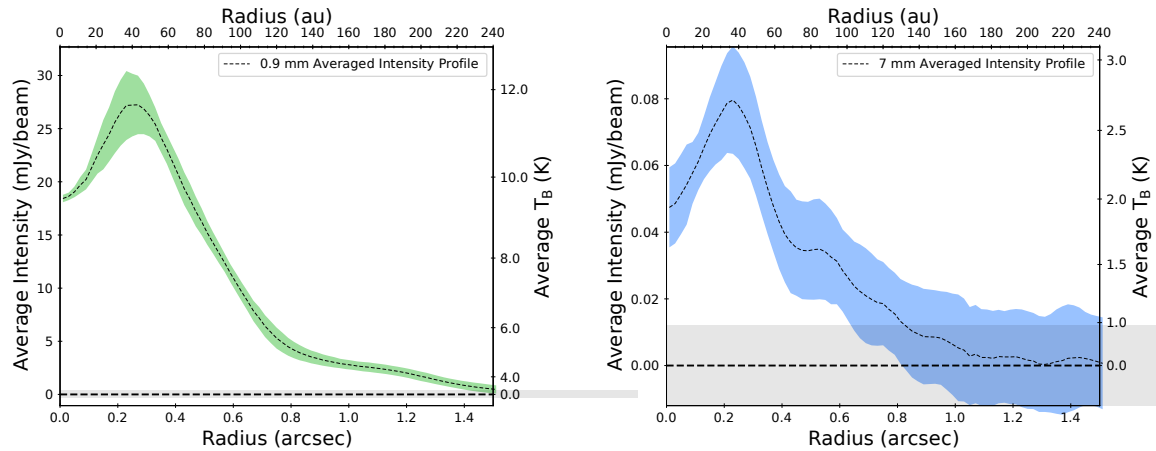 Radius (au)
0 20 40 60 80 100 120 140 160 180 200 220 240
0.9 mm Averaged Intensity Profile
Average Intensity (mJy/beam)
30
25
20
15
10
5
0
12.0
10.0
8.0
6.0
4.0
0.0
Average T_B (K)
0.0 0.2 0.4 0.6 0.8 1.0 1.2 1.4
Radius (arcsec)
Radius (au)
0 20 40 60 80 100 120 140 160 180 200 220 240
7 mm Averaged Intensity Profile
Average Intensity (mJy/beam)
0.08
0.06
0.04
0.02
0.00
3.0
2.5
2.0
1.5
1.0
0.0
Average T_B (K)
0.0 0.2 0.4 0.6 0.8 1.0 1.2 1.4
Radius (arcsec)